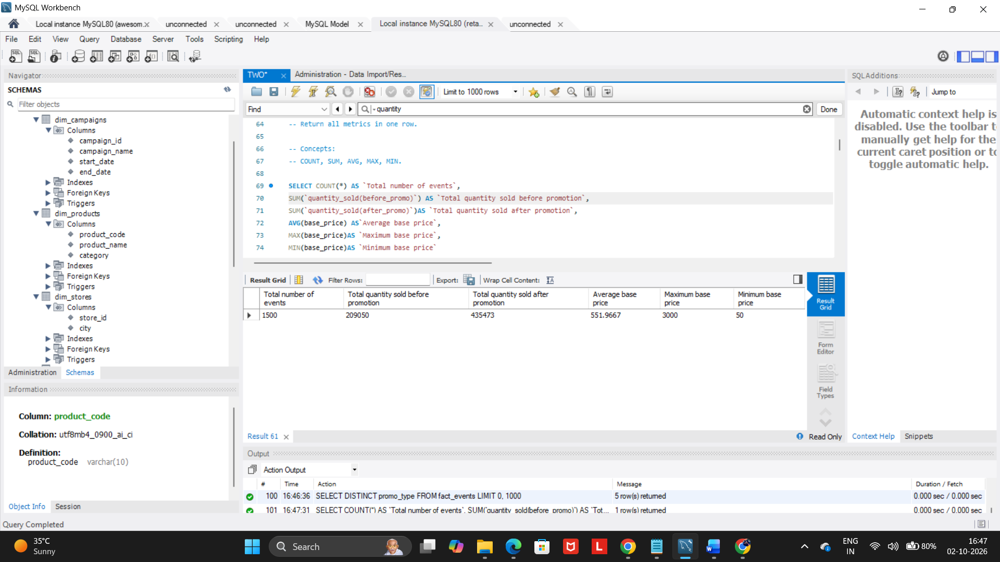 MySQL Workbench
Local instance MySQL80 (awesom...
unconnected
unconnected
MySQL Model
Local instance MySQL80 (reta...
unconnected
File Edit View Query Database Server Tools Scripting Help
Navigator
SCHEMAS
Filter objects
dim_campaigns
Columns
campaign_id
campaign_name
start_date
end_date
Indexes
Foreign Keys
Triggers
dim_products
Columns
product_code
product_name
category
Indexes
Foreign Keys
Triggers
dim_stores
Columns
store_id
city
Indexes
Foreign Keys
Triggers
Administration Schemas
Information
Column: product_code
Collation: utf8mb4_0900_ai_ci
Definition:
product_code varchar(10)
Object Info Session
Query Completed
TWO*
Administration - Data Import/Res...
Limit to 1000 rows
Find
quantity
Done
64 -- Return all metrics in one row.
65
66 -- Concepts:
67 -- COUNT, SUM, AVG, MAX, MIN.
68
69 SELECT COUNT(*) AS `Total number of events`,
70 SUM(`quantity_sold(before_promo)`) AS `Total quantity sold before promotion`,
71 SUM(`quantity_sold(after_promo)`)AS `Total quantity sold after promotion`,
72 AVG(base_price) AS`Average base price`,
73 MAX(base_price)AS `Maximum base price`,
74 MIN(base_price)AS `Minimum base price`
Result Grid Filter Rows: Export: Wrap Cell Content:
Total number of events Total quantity sold before promotion Total quantity sold after promotion Average base price Maximum base price Minimum base price
1500 209050 435473 551.9667 3000 50
Result Grid
Form Editor
Field Types
Result 61
Read Only
Output
Action Output
# Time Action Message Duration / Fetch
100 16:46:36 SELECT DISTINCT promo_type FROM fact_events LIMIT 0, 1000 5 row(s) returned 0.000 sec / 0.000 sec
101 16:47:31 SELECT COUNT(*) AS `Total number of events`, SUM(`quantity_sold(before_promo)`) AS `Tot... 1 row(s) returned 0.000 sec / 0.000 sec
SQLAdditions
Jump to
Automatic context help is
disabled. Use the toolbar
manually get help for the
current caret position or
toggle automatic help.
Context Help Snippets
35°C
Sunny
Search
ENG
IN
80%
16:47
02-10-2026